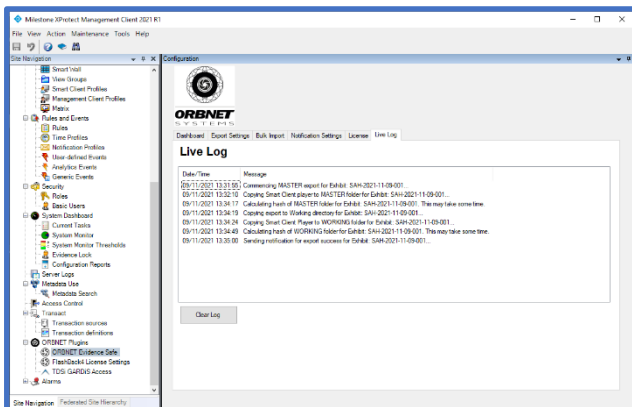 Milestone XProtect Management Client 2021 R1
File View Action Maintenance Tools Help
Site Navigation
Configuration
Smart Wall
View Groups
Smart Client Profiles
Management Client Profiles
Matrix
Rules and Events
Rules
Time Profiles
Notification Profiles
User-defined Events
Analytics Events
Generic Events
Security
Roles
Basic Users
System Dashboard
Current Tasks
System Monitor
System Monitor Thresholds
Evidence Lock
Configuration Reports
Server Logs
Metadata Use
Metadata Search
Access Control
Transact
Transaction sources
Transaction definitions
ORBNET Plugins
ORBNET Evidence Safe
FlashBack4 License Settings
TDSi GARDiS Access
Alarms
Site Navigation Federated Site Hierarchy
ORBNET
SYSTEMS
Dashboard Export Settings Bulk Import Notification Settings License Live Log
Live Log
Date/Time Message
09/11/2021 13:31:55 Commencing MASTER export for Exhibit: SAH-2021-11-09-001...
09/11/2021 13:32:10 Copying Smart Client player to MASTER folder for Exhibit: SAH-2021-11-09-001...
09/11/2021 13:34:17 Calculating hash of MASTER folder for Exhibit: SAH-2021-11-09-001. This may take some time.
09/11/2021 13:34:19 Copying export to Working directory for Exhibit: SAH-2021-11-09-001...
09/11/2021 13:34:24 Copying Smart Client Player to WORKING folder for Exhibit: SAH-2021-11-09-001...
09/11/2021 13:34:49 Calculating hash of WORKING folder for Exhibit: SAH-2021-11-09-001. This may take some time.
09/11/2021 13:35:00 Sending notification for export success for Exhibit: SAH-2021-11-09-001...
Clear Log